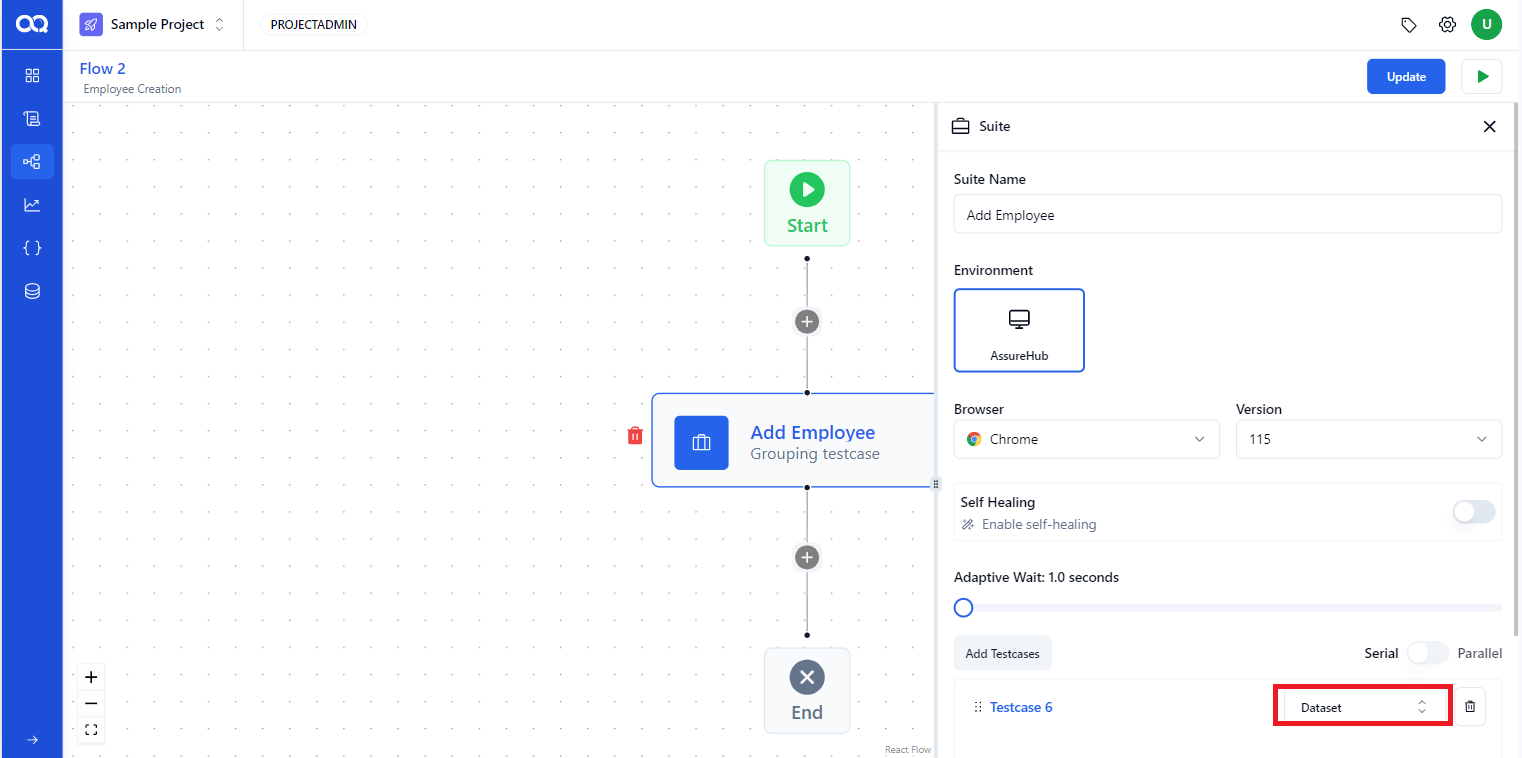 Sample Project
PROJECTADMIN
U
Flow 2
Employee Creation
Update
Start
Add Employee
Grouping testcase
End
React Flow
Suite
Suite Name
Add Employee
Environment
AssureHub
Browser
Version
Chrome
115
Self Healing
Enable self-healing
Adaptive Wait: 1.0 seconds
Add Testcases
Serial
Parallel
Testcase 6
Dataset